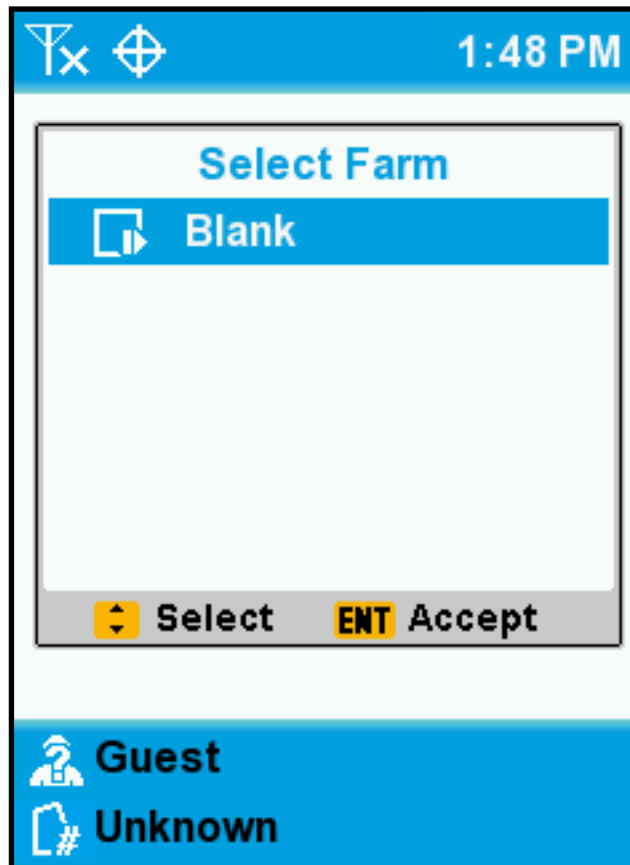 1:48 PM
Select Farm
Blank
Select ENT Accept
? Guest
# Unknown